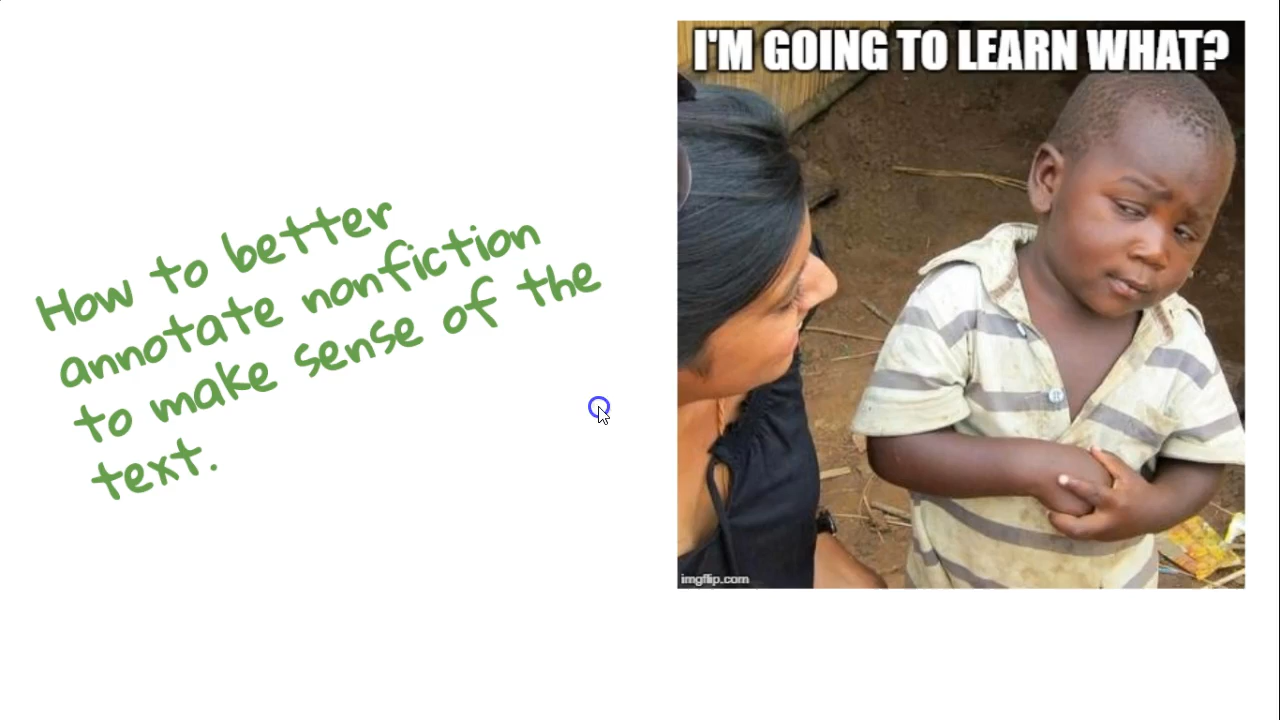 How to better
annotate nonfiction
to make sense of the
text.
I'M GOING TO LEARN WHAT?
imgflip.com